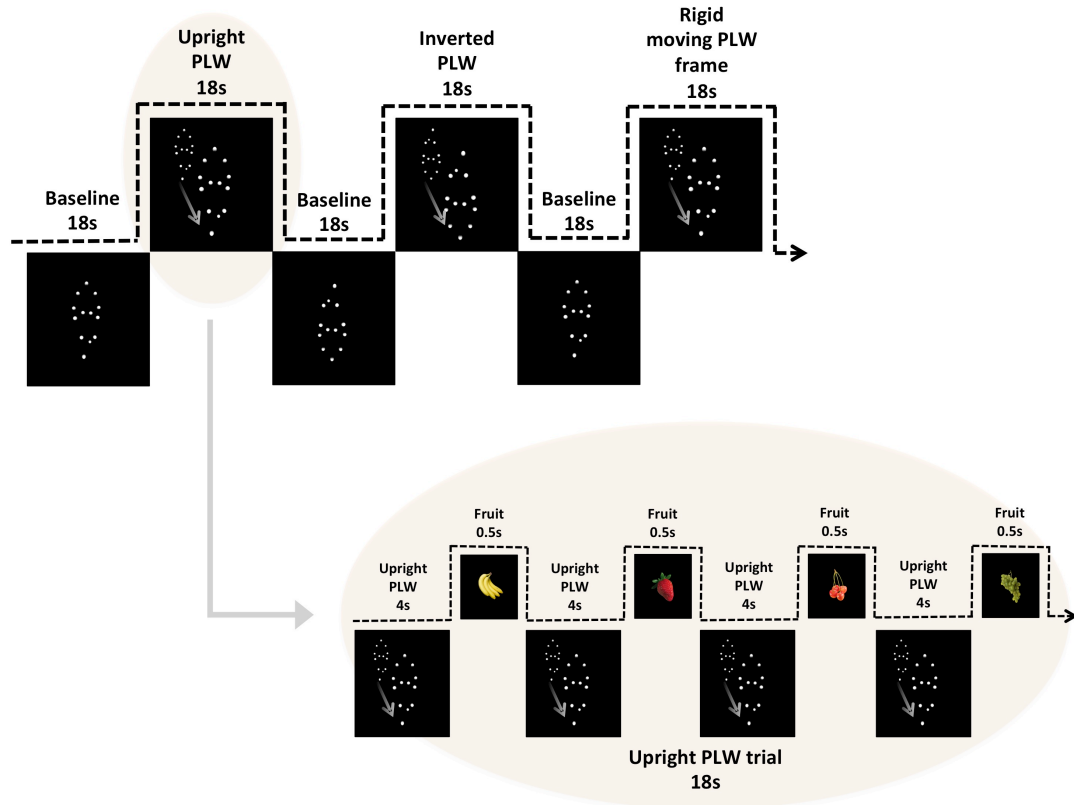 Upright
PLW
18s
Inverted
PLW
18s
Rigid
moving PLW
frame
18s
Baseline
18s
Baseline
18s
Baseline
18s
Fruit
0.5s
Fruit
0.5s
Fruit
0.5s
Fruit
0.5s
Upright
PLW
4s
Upright
PLW
4s
Upright
PLW
4s
Upright
PLW
4s
Upright PLW trial
18s